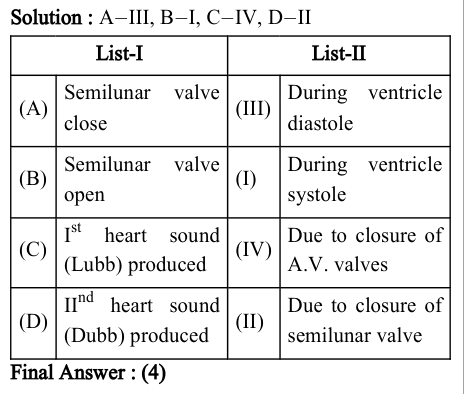 Solution : A–III, B–I, C–IV, D–II
List-I List-II
(A) Semilunar valve close (III) During ventricle diastole
(B) Semilunar valve open (I) During ventricle systole
(C) Ist heart sound (Lubb) produced (IV) Due to closure of A.V. valves
(D) IInd heart sound (Dubb) produced (II) Due to closure of semilunar valve
Final Answer : (4)